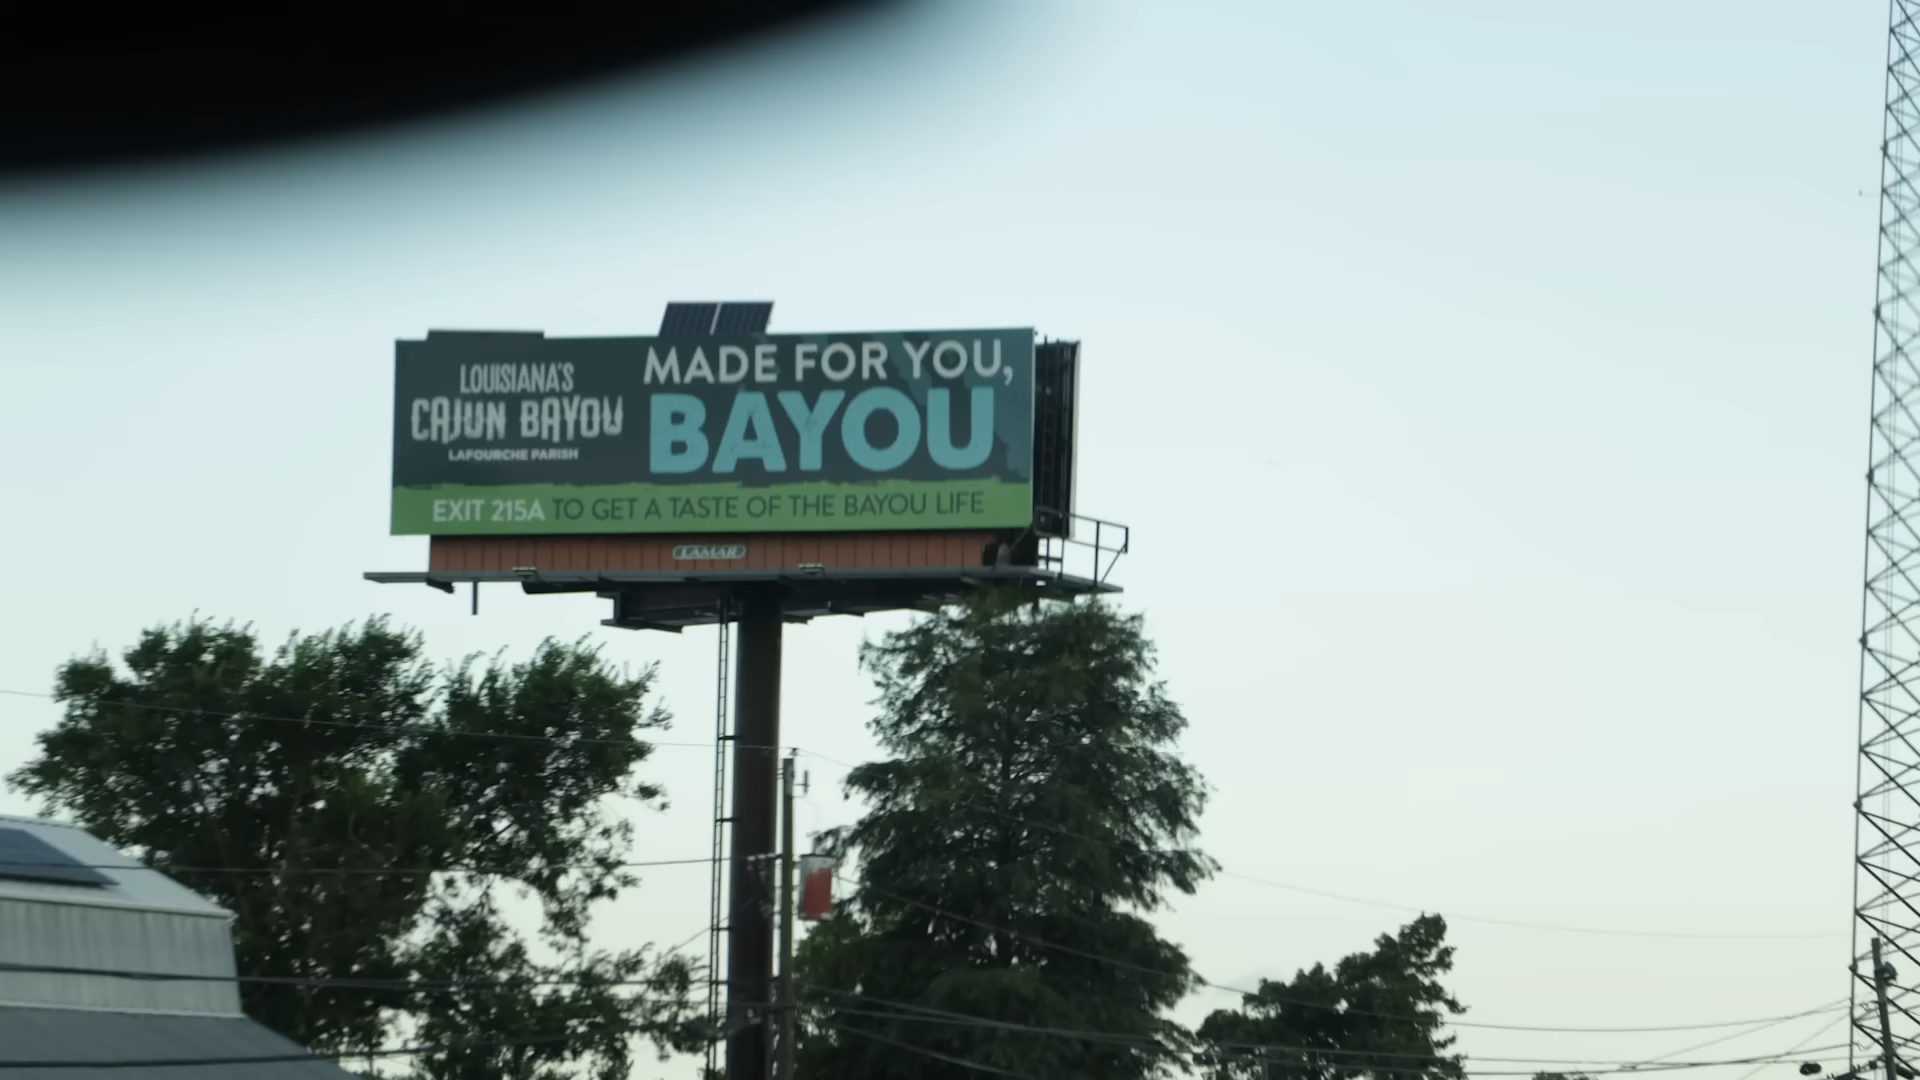 LOUISIANA'S
CAJUN BAYOU
LAFOURCHE PARISH
MADE FOR YOU,
BAYOU
EXIT 215A TO GET A TASTE OF THE BAYOU LIFE
LAMAR